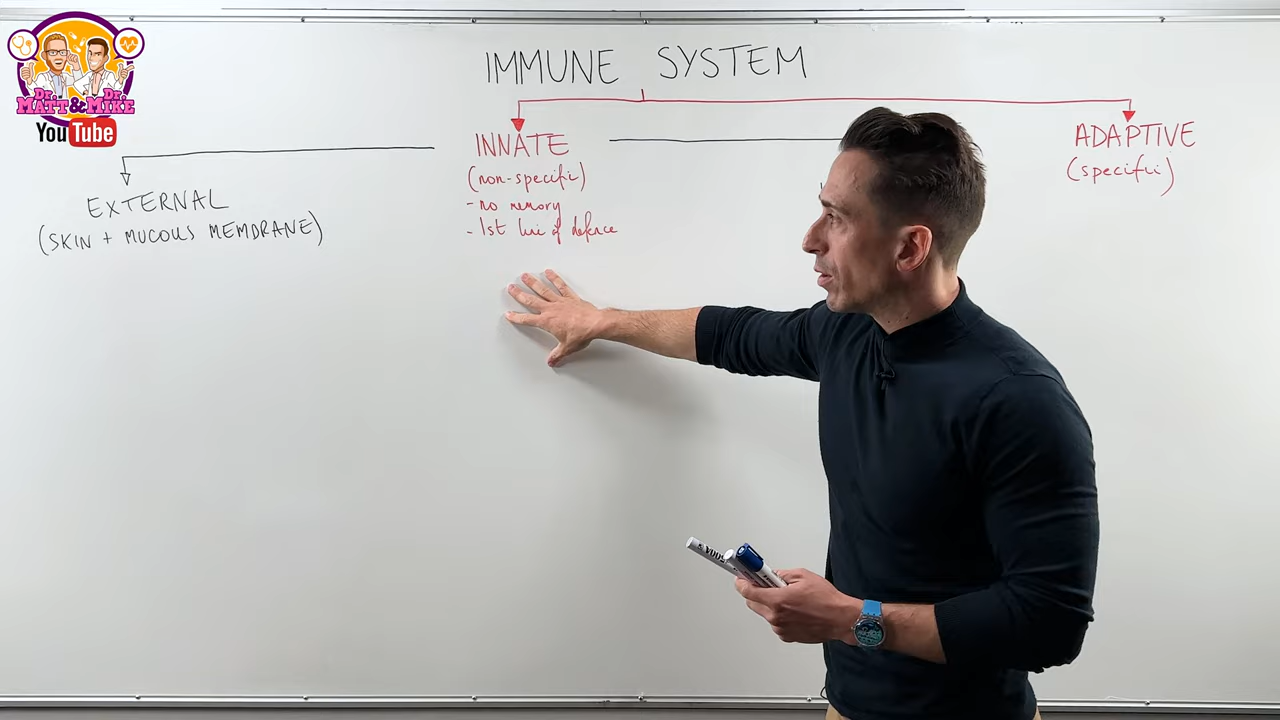 Dr. Dr.
MATT & MIKE
YouTube
IMMUNE SYSTEM
INNATE
(non-specific)
- no memory
- 1st line of defence
ADAPTIVE
(specific)
EXTERNAL
(SKIN + MUCOUS MEMBRANE)